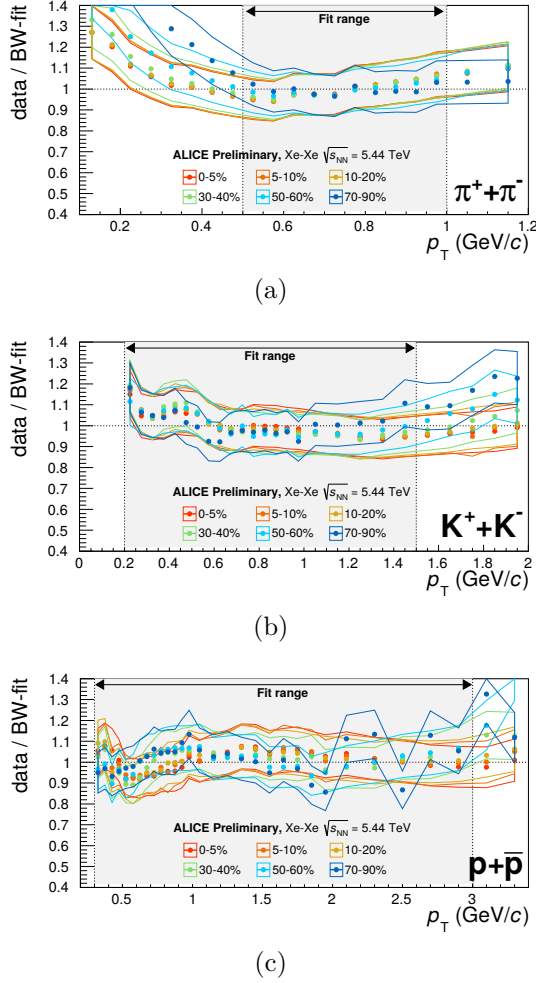 data / BW-fit
1.4
1.3
1.2
1.1
1
0.9
0.8
0.7
0.6
0.5
0.4
Fit range
ALICE Preliminary, Xe-Xe √sNN = 5.44 TeV
0-5% 5-10% 10-20%
30-40% 50-60% 70-90%
π⁺+π⁻
0.2 0.4 0.6 0.8 1 1.2
pT (GeV/c)
(a)
data / BW-fit
1.4
1.3
1.2
1.1
1
0.9
0.8
0.7
0.6
0.5
0.4
Fit range
ALICE Preliminary, Xe-Xe √sNN = 5.44 TeV
0-5% 5-10% 10-20%
30-40% 50-60% 70-90%
K⁺+K⁻
0 0.2 0.4 0.6 0.8 1 1.2 1.4 1.6 1.8 2
pT (GeV/c)
(b)
data / BW-fit
1.4
1.3
1.2
1.1
1
0.9
0.8
0.7
0.6
0.5
0.4
Fit range
ALICE Preliminary, Xe-Xe √sNN = 5.44 TeV
0-5% 5-10% 10-20%
30-40% 50-60% 70-90%
p+p̅
0.5 1 1.5 2 2.5 3
pT (GeV/c)
(c)